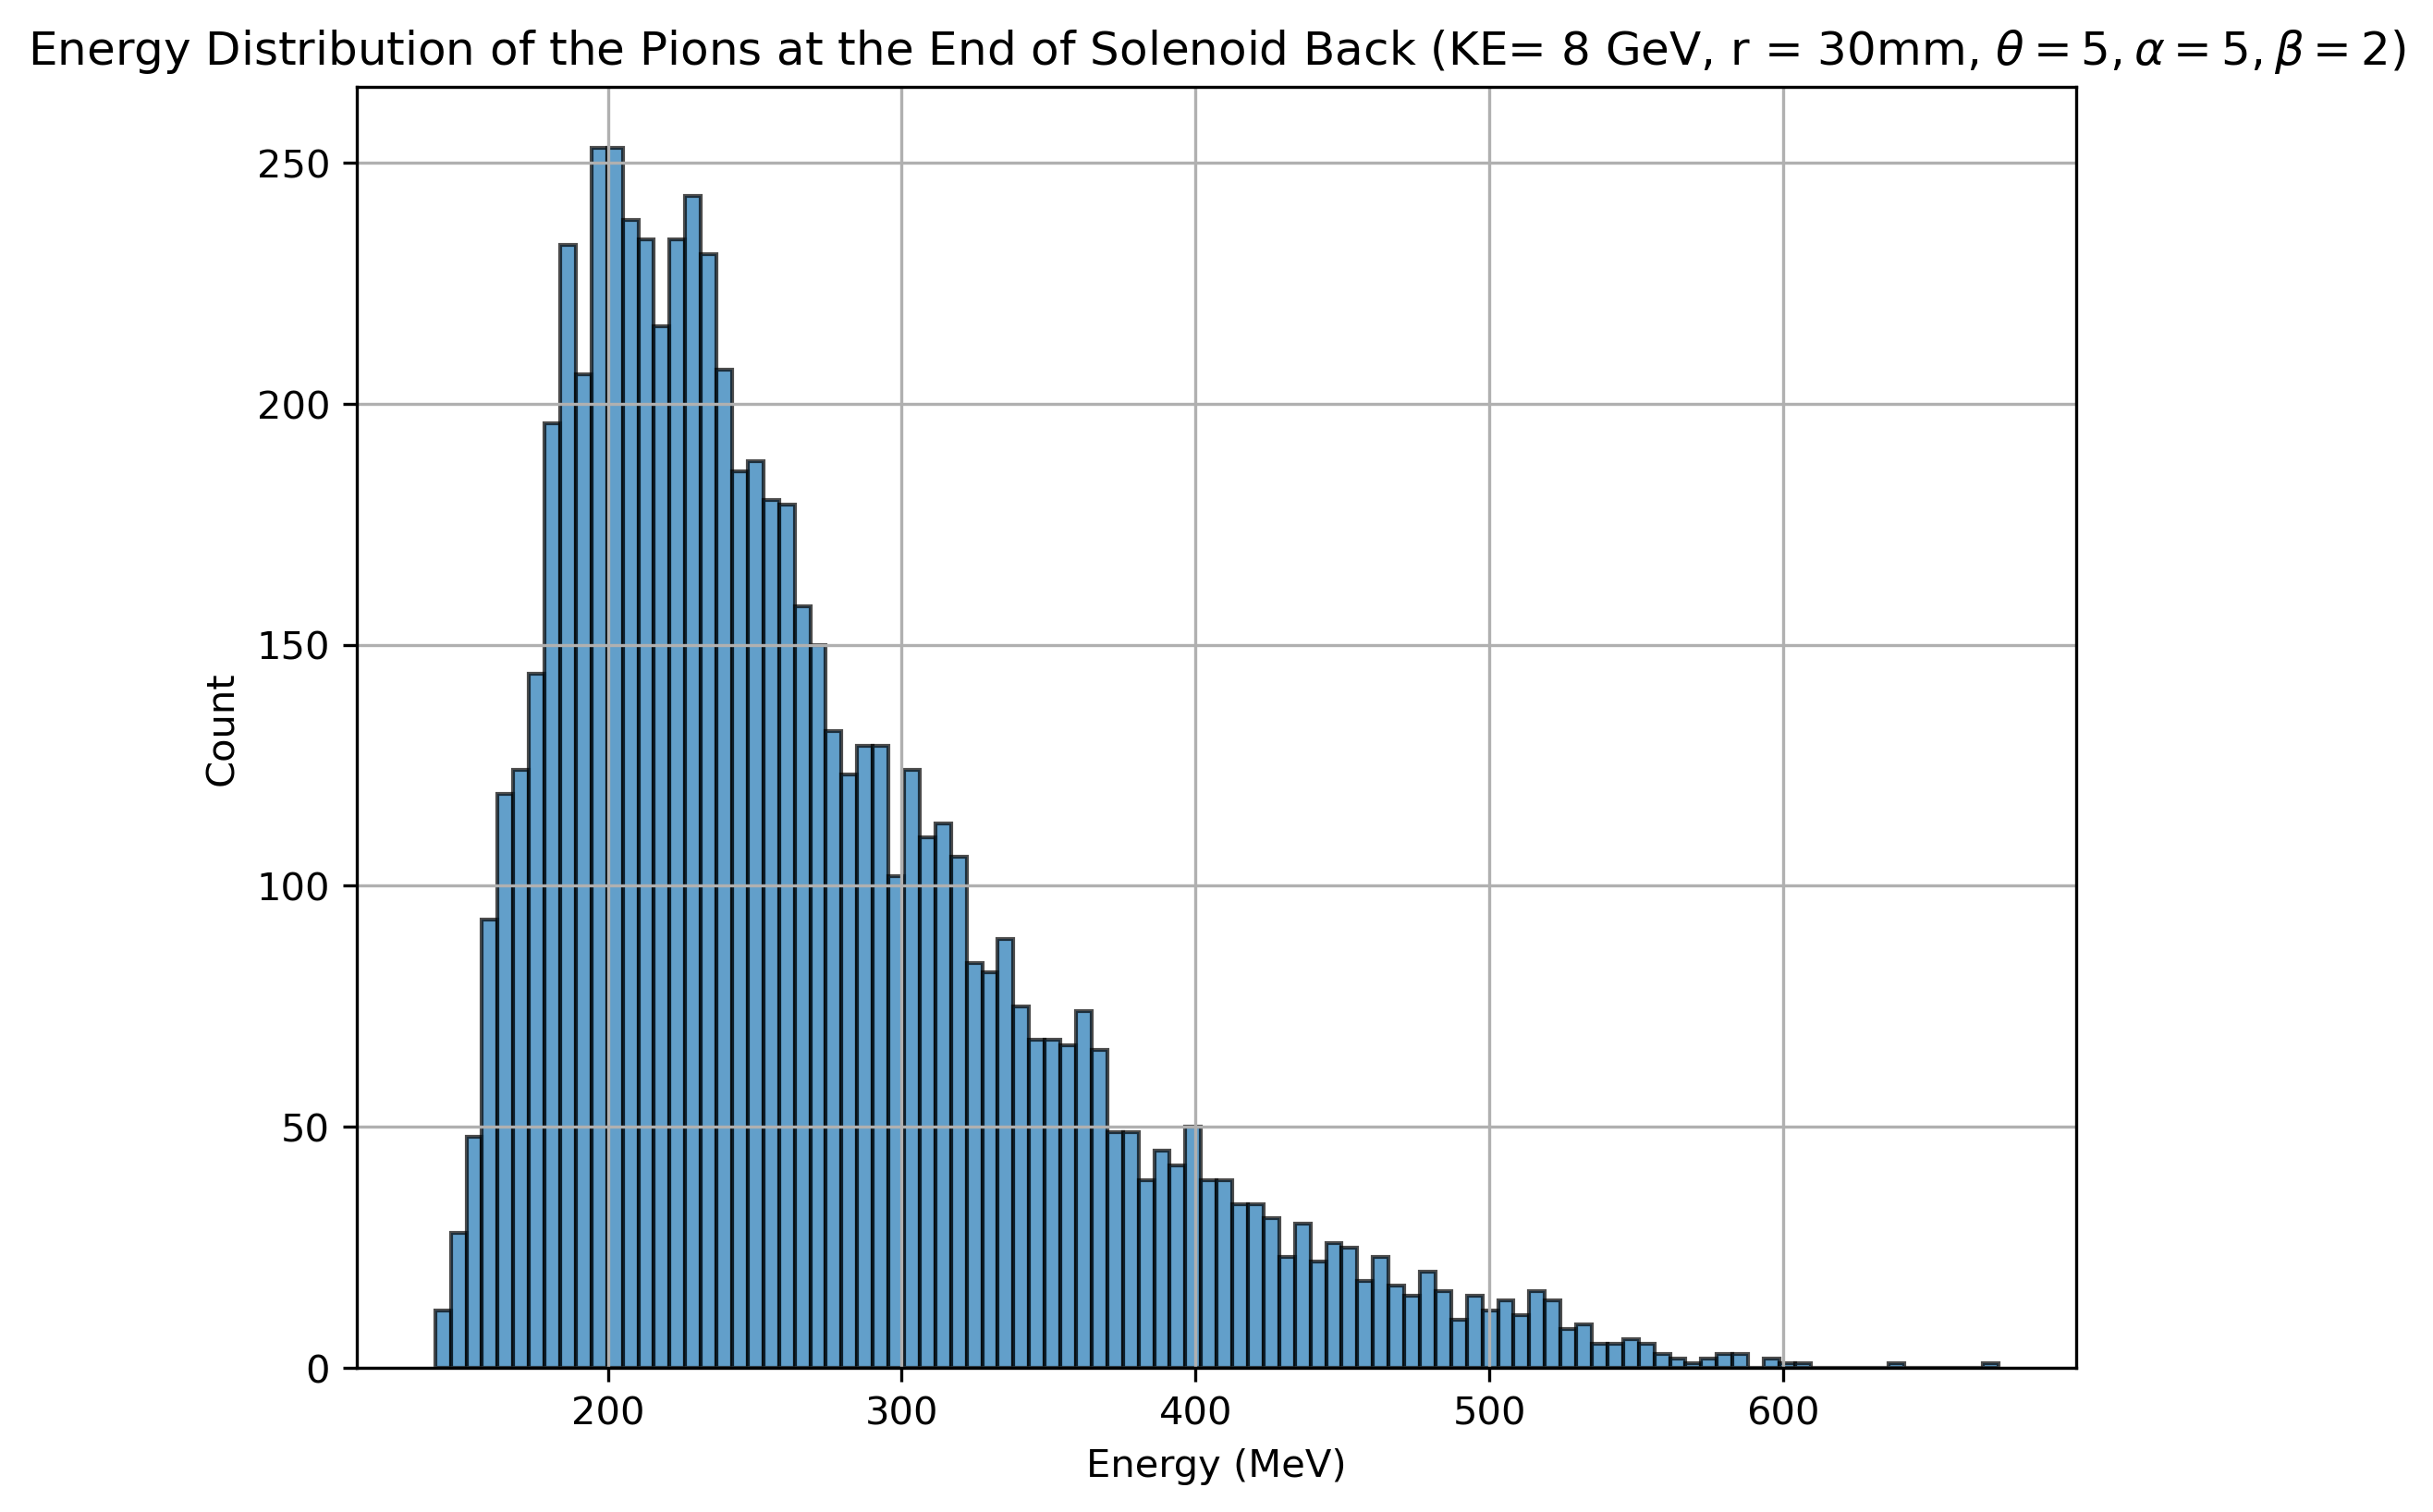 Energy Distribution of the Pions at the End of Solenoid Back (KE= 8 GeV, r = 30mm, θ = 5, α = 5, β = 2)
250
200
150
100
50
0
Count
200 300 400 500 600
Energy (MeV)